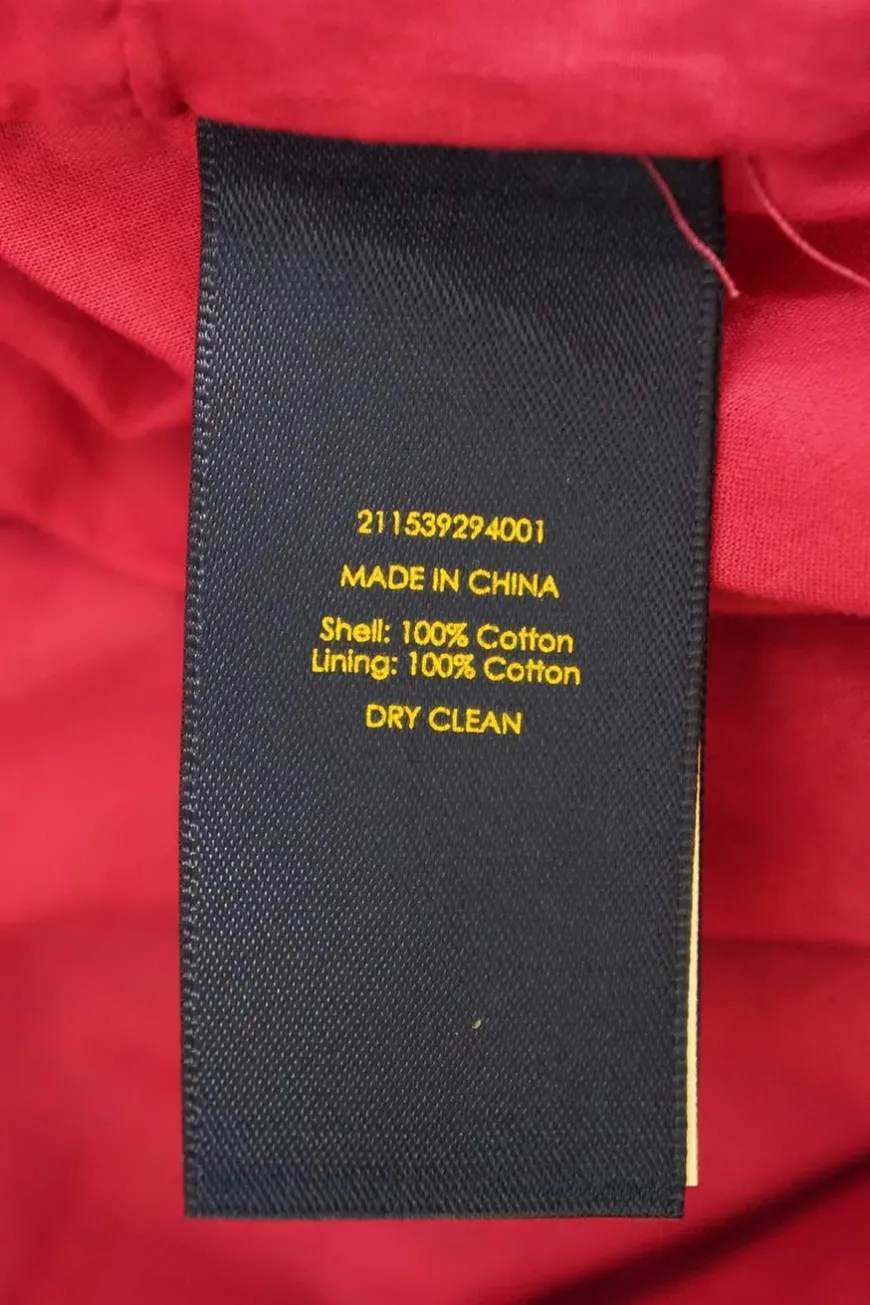 211539294001
MADE IN CHINA
Shell: 100% Cotton
Lining: 100% Cotton
DRY CLEAN